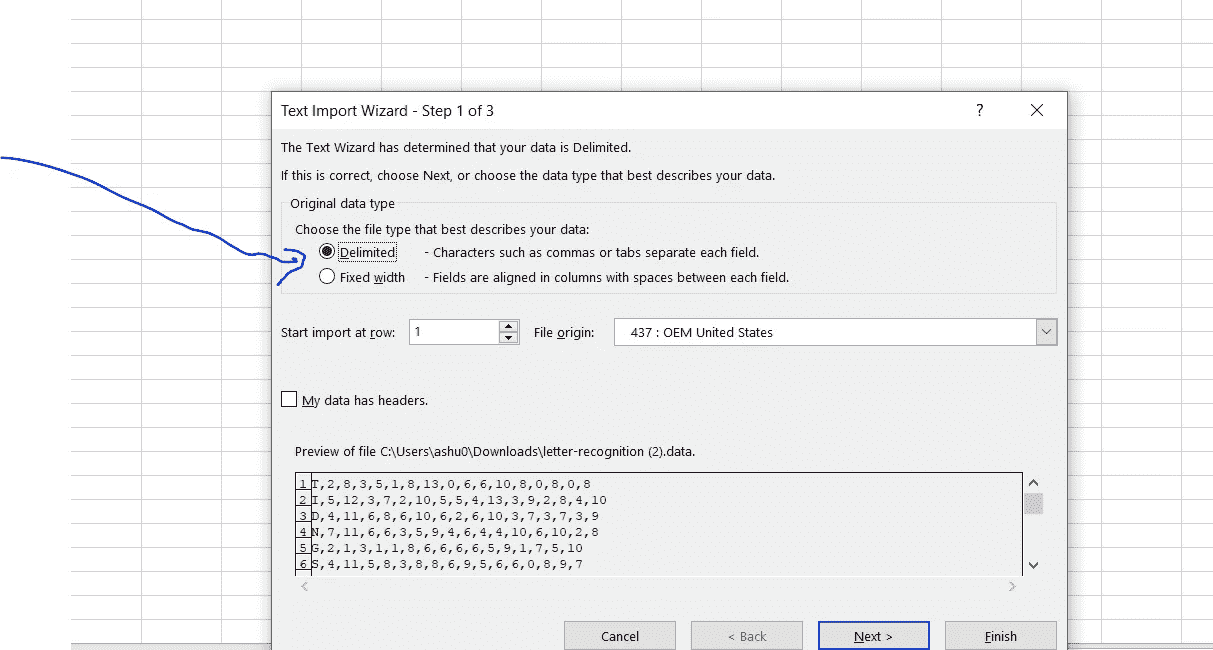 Text Import Wizard - Step 1 of 3 ?
The Text Wizard has determined that your data is Delimited.
If this is correct, choose Next, or choose the data type that best describes your data.
Original data type
Choose the file type that best describes your data:
Delimited - Characters such as commas or tabs separate each field.
Fixed width - Fields are aligned in columns with spaces between each field.
Start import at row: 1 File origin: 437 : OEM United States
My data has headers.
Preview of file C:\Users\ashu0\Downloads\letter-recognition (2).data.
1 T,2,8,3,5,1,8,13,0,6,6,10,8,0,8,0,8
2 I,5,12,3,7,2,10,5,5,4,13,3,9,2,8,4,10
3 D,4,11,6,8,6,10,6,2,6,10,3,7,3,7,3,9
4 N,7,11,6,6,3,5,9,4,6,4,4,10,6,10,2,8
5 G,2,1,3,1,1,8,6,6,6,6,5,9,1,7,5,10
6 S,4,11,5,8,3,8,8,6,9,5,6,6,0,8,9,7
Cancel < Back Next > Finish